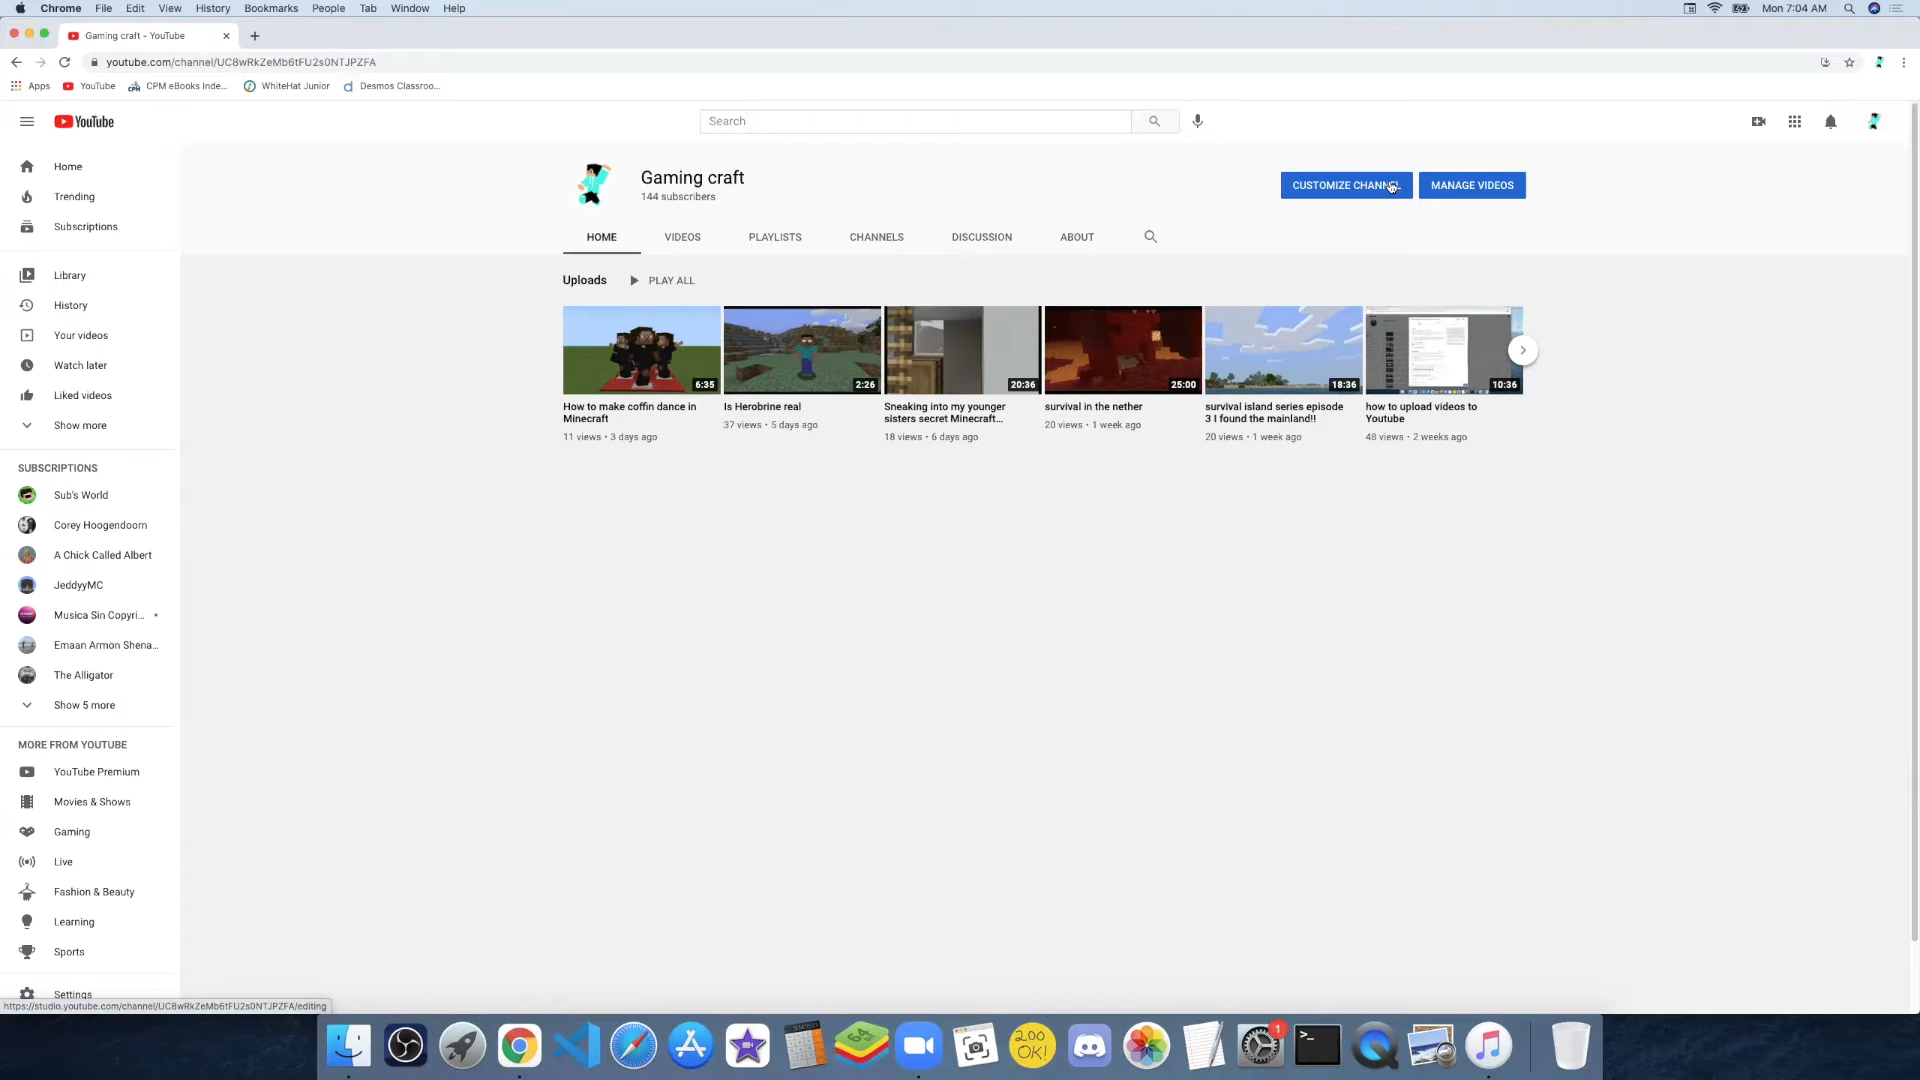 Chrome File Edit View History Bookmarks People Tab Window Help
Mon 7:04 AM
Gaming craft - YouTube
youtube.com/channel/UC8wRkZeMb6tFU2s0NTJPZFA
Apps YouTube CPM eBooks Inde... WhiteHat Junior Desmos Classroo...
YouTube
Search
Home
Trending
Subscriptions
Library
History
Your videos
Watch later
Liked videos
Show more
SUBSCRIPTIONS
Sub's World
Corey Hoogendoorn
A Chick Called Albert
JeddyyMC
Musica Sin Copyri...
Emaan Armon Shena...
The Alligator
Show 5 more
MORE FROM YOUTUBE
YouTube Premium
Movies & Shows
Gaming
Live
Fashion & Beauty
Learning
Sports
Settings
https://studio.youtube.com/channel/UC8wRkZeMb6tFU2s0NTJPZFA/editing
Gaming craft
144 subscribers
CUSTOMIZE CHANNEL
MANAGE VIDEOS
HOME VIDEOS PLAYLISTS CHANNELS DISCUSSION ABOUT
Uploads PLAY ALL
6:35
How to make coffin dance in
Minecraft
11 views • 3 days ago
2:26
Is Herobrine real
37 views • 5 days ago
20:36
Sneaking into my younger
sisters secret Minecraft...
18 views • 6 days ago
25:00
survival in the nether
20 views • 1 week ago
18:36
survival island series episode
3 I found the mainland!!
20 views • 1 week ago
10:36
how to upload videos to
Youtube
48 views • 2 weeks ago
64
200
OK!
1